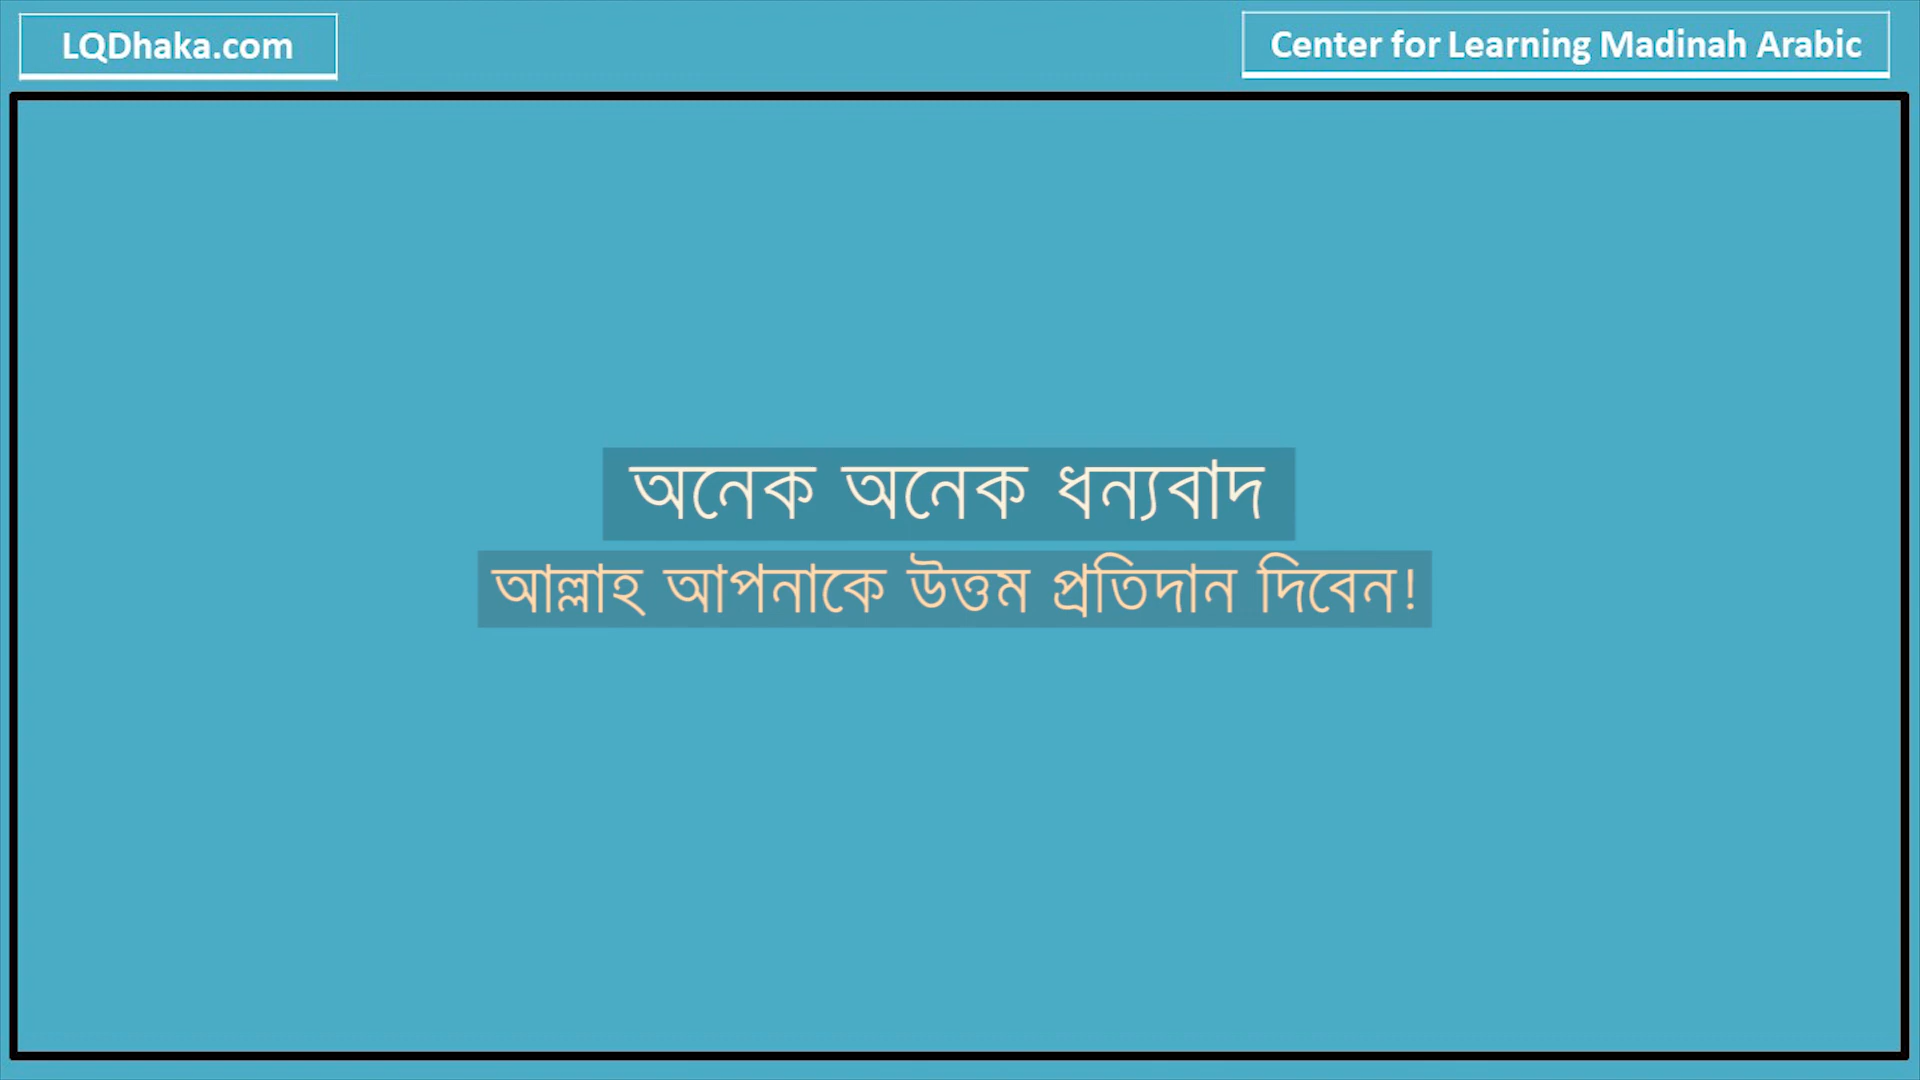 LQDhaka.com
Center for Learning Madinah Arabic
অনেক অনেক ধন্যবাদ
আল্লাহ আপনাকে উত্তম প্রতিদান দিবেন!